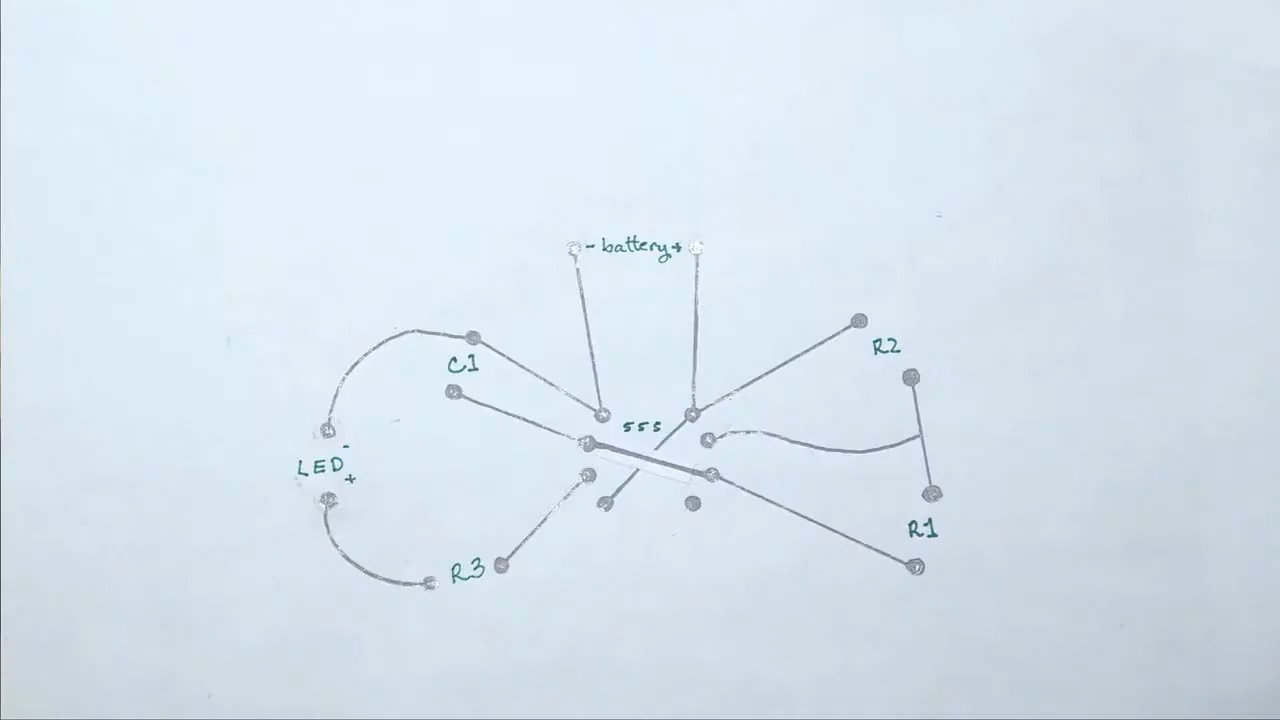 - battery +
R2
C1
555
LED
-
+
R1
R3